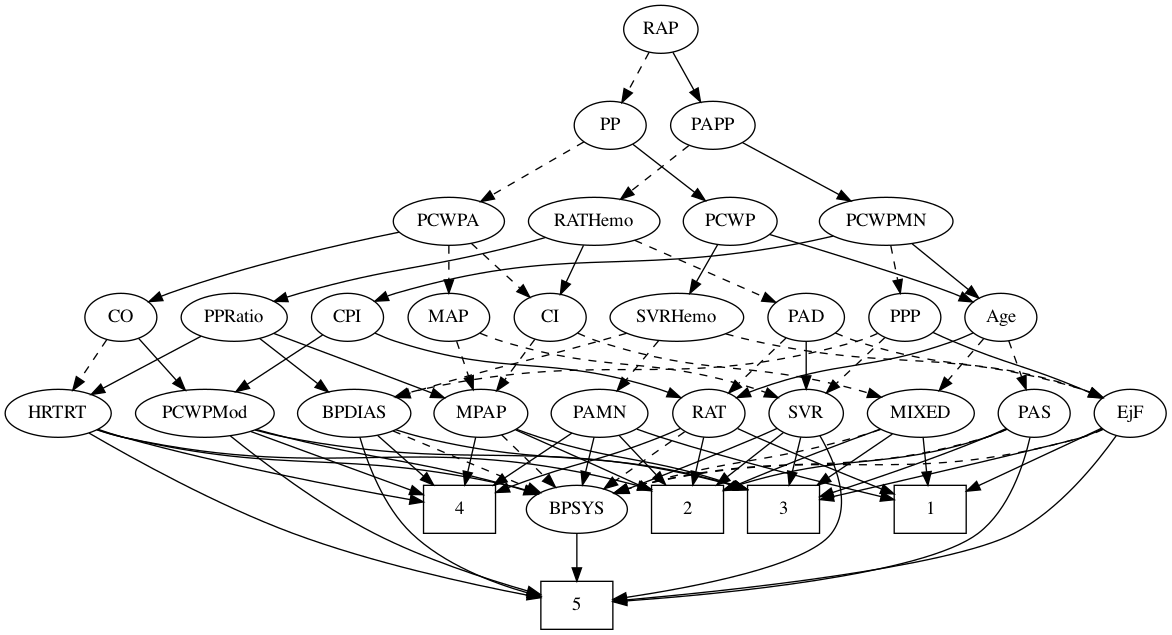 RAP
PP
PAPP
PCWPA
RATHemo
PCWP
PCWPMN
CO
PPRatio
CPI
MAP
CI
SVRHemo
PAD
PPP
Age
HRTRT
PCWPMod
BPDIAS
MPAP
PAMN
RAT
SVR
MIXED
PAS
EjF
4
BPSYS
2
3
1
5